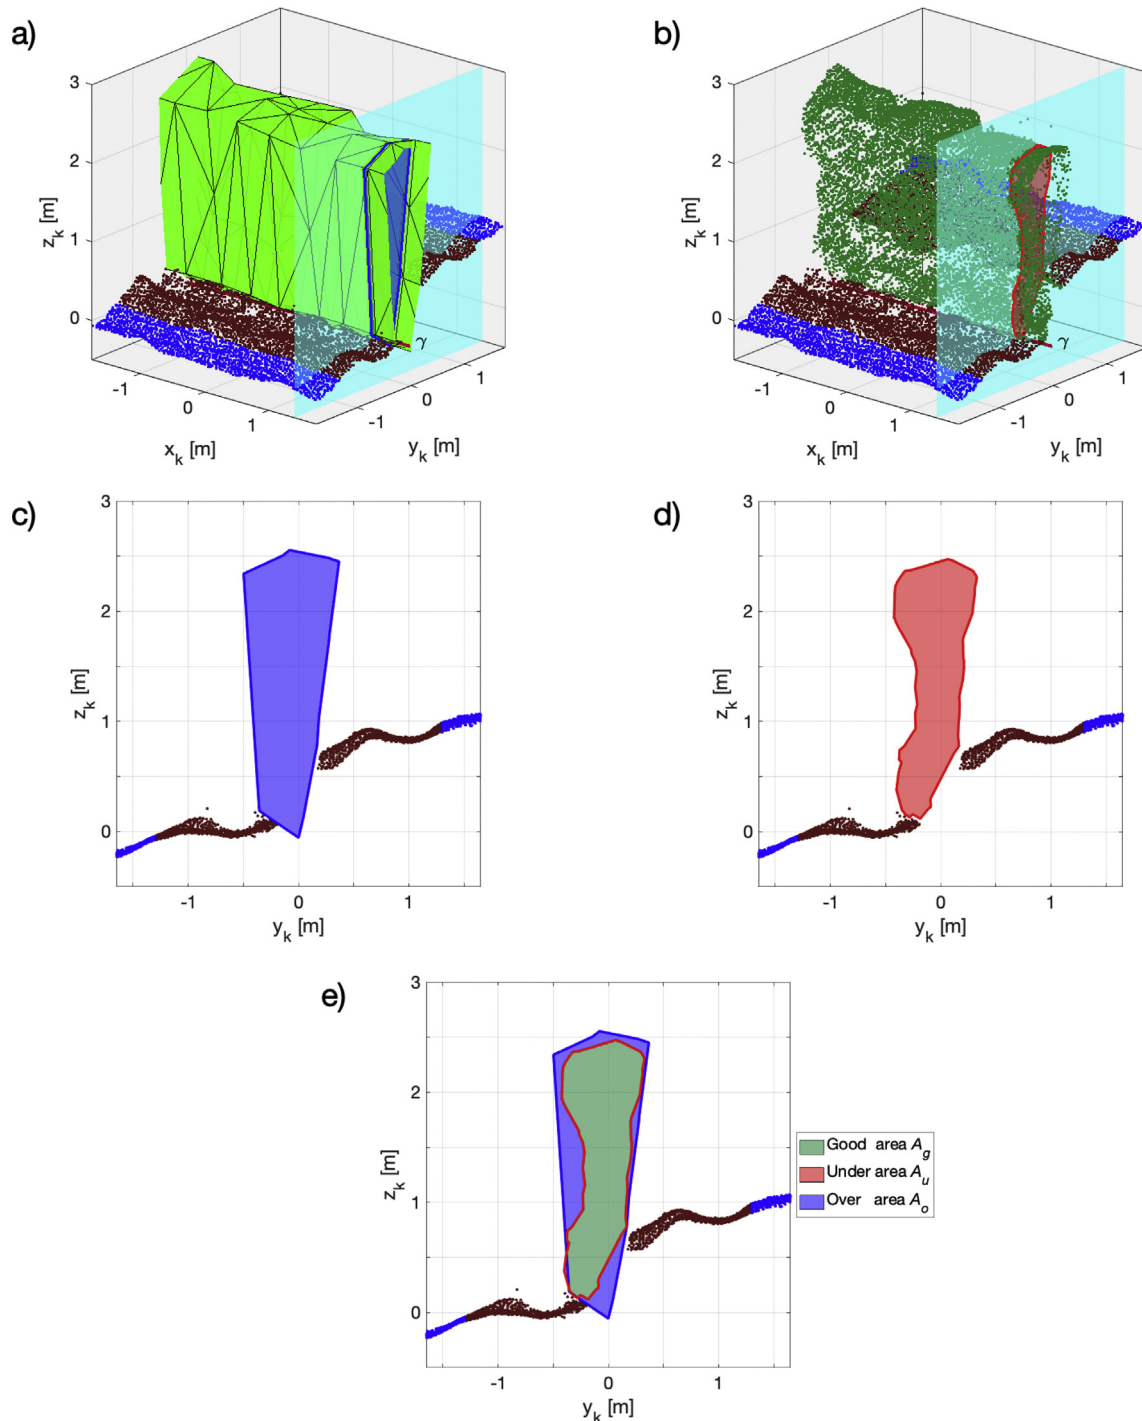 a)
3
2
1
0
z_k [m]
-1
0
1
x_k [m]
-1
0
1
y_k [m]
γ
b)
3
2
1
0
z_k [m]
-1
0
1
x_k [m]
-1
0
1
y_k [m]
γ
c)
3
2
1
0
z_k [m]
-1
0
1
y_k [m]
d)
3
2
1
0
z_k [m]
-1
0
1
y_k [m]
e)
3
2
1
0
z_k [m]
-1
0
1
y_k [m]
Good area A_g
Under area A_u
Over area A_o